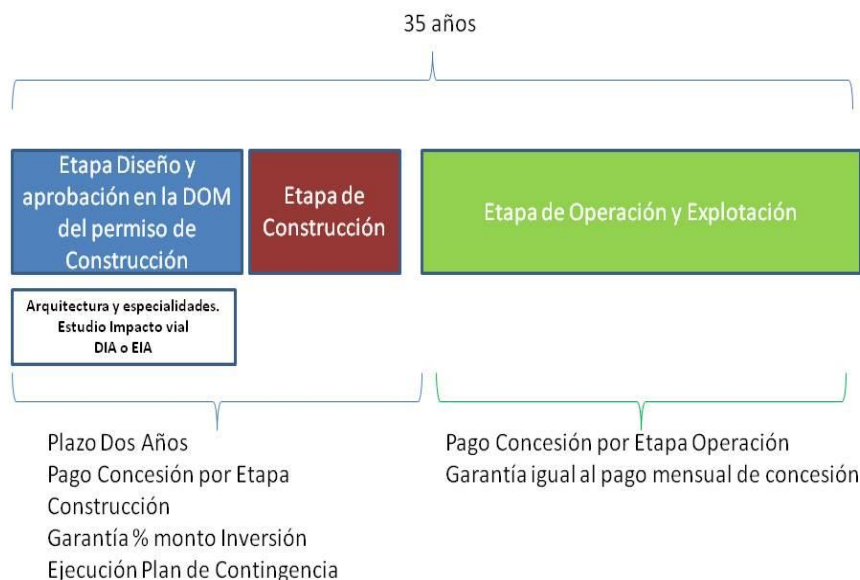 35 años
Etapa Diseño y
aprobación en la DOM
del permiso de
Construcción
Etapa de
Construcción
Etapa de Operación y Explotación
Arquitectura y especialidades.
Estudio Impacto vial
DIA o EIA
Plazo Dos Años
Pago Concesión por Etapa
Construcción
Garantía % monto Inversión
Ejecución Plan de Contingencia
Pago Concesión por Etapa Operación
Garantía igual al pago mensual de concesión